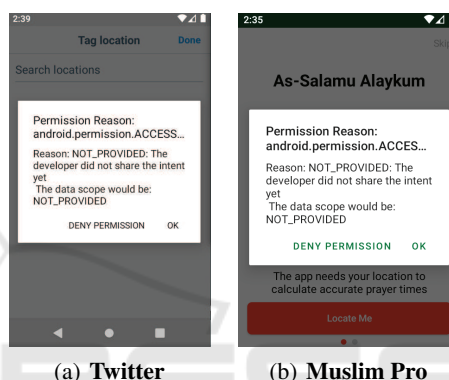 2:39
Tag location
Done
Search locations
Permission Reason:
android.permission.ACCESS...
Reason: NOT_PROVIDED: The
developer did not share the intent
yet
The data scope would be:
NOT_PROVIDED
DENY PERMISSION
OK
(a) Twitter
2:35
Skip
As-Salamu Alaykum
Permission Reason:
android.permission.ACCES...
Reason: NOT_PROVIDED: The
developer did not share the intent
yet
The data scope would be:
NOT_PROVIDED
DENY PERMISSION
OK
The app needs your location to
calculate accurate prayer times
Locate Me
(b) Muslim Pro